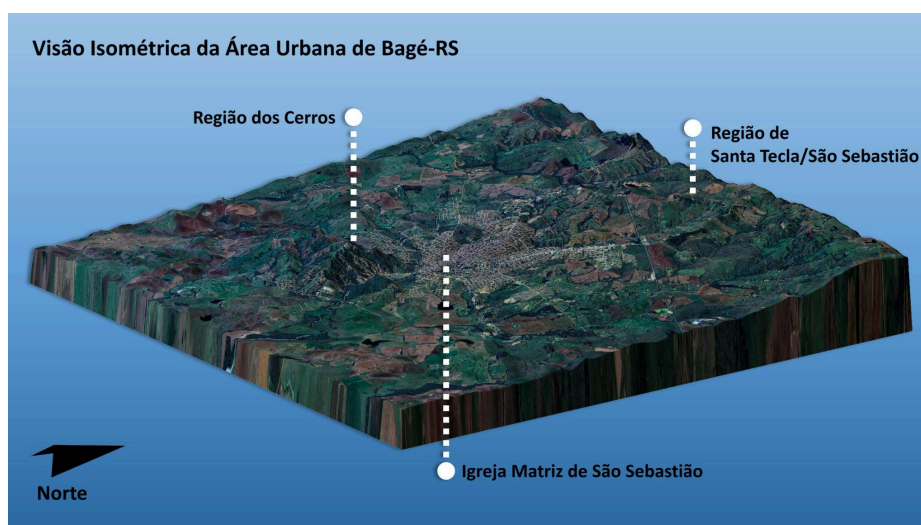 Visão Isométrica da Área Urbana de Bagé-RS
Região dos Cerros
Região de
Santa Tecla/São Sebastião
Igreja Matriz de São Sebastião
Norte